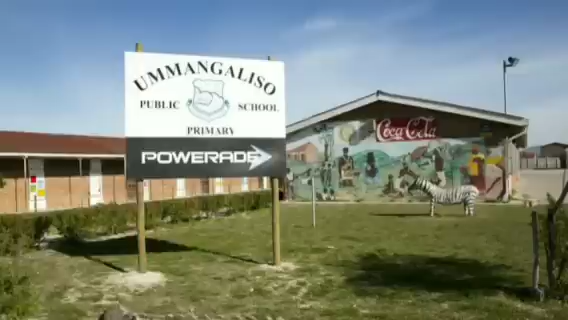 UMMANGALISO
PUBLIC SCHOOL
PRIMARY
POWERADE
Coca-Cola